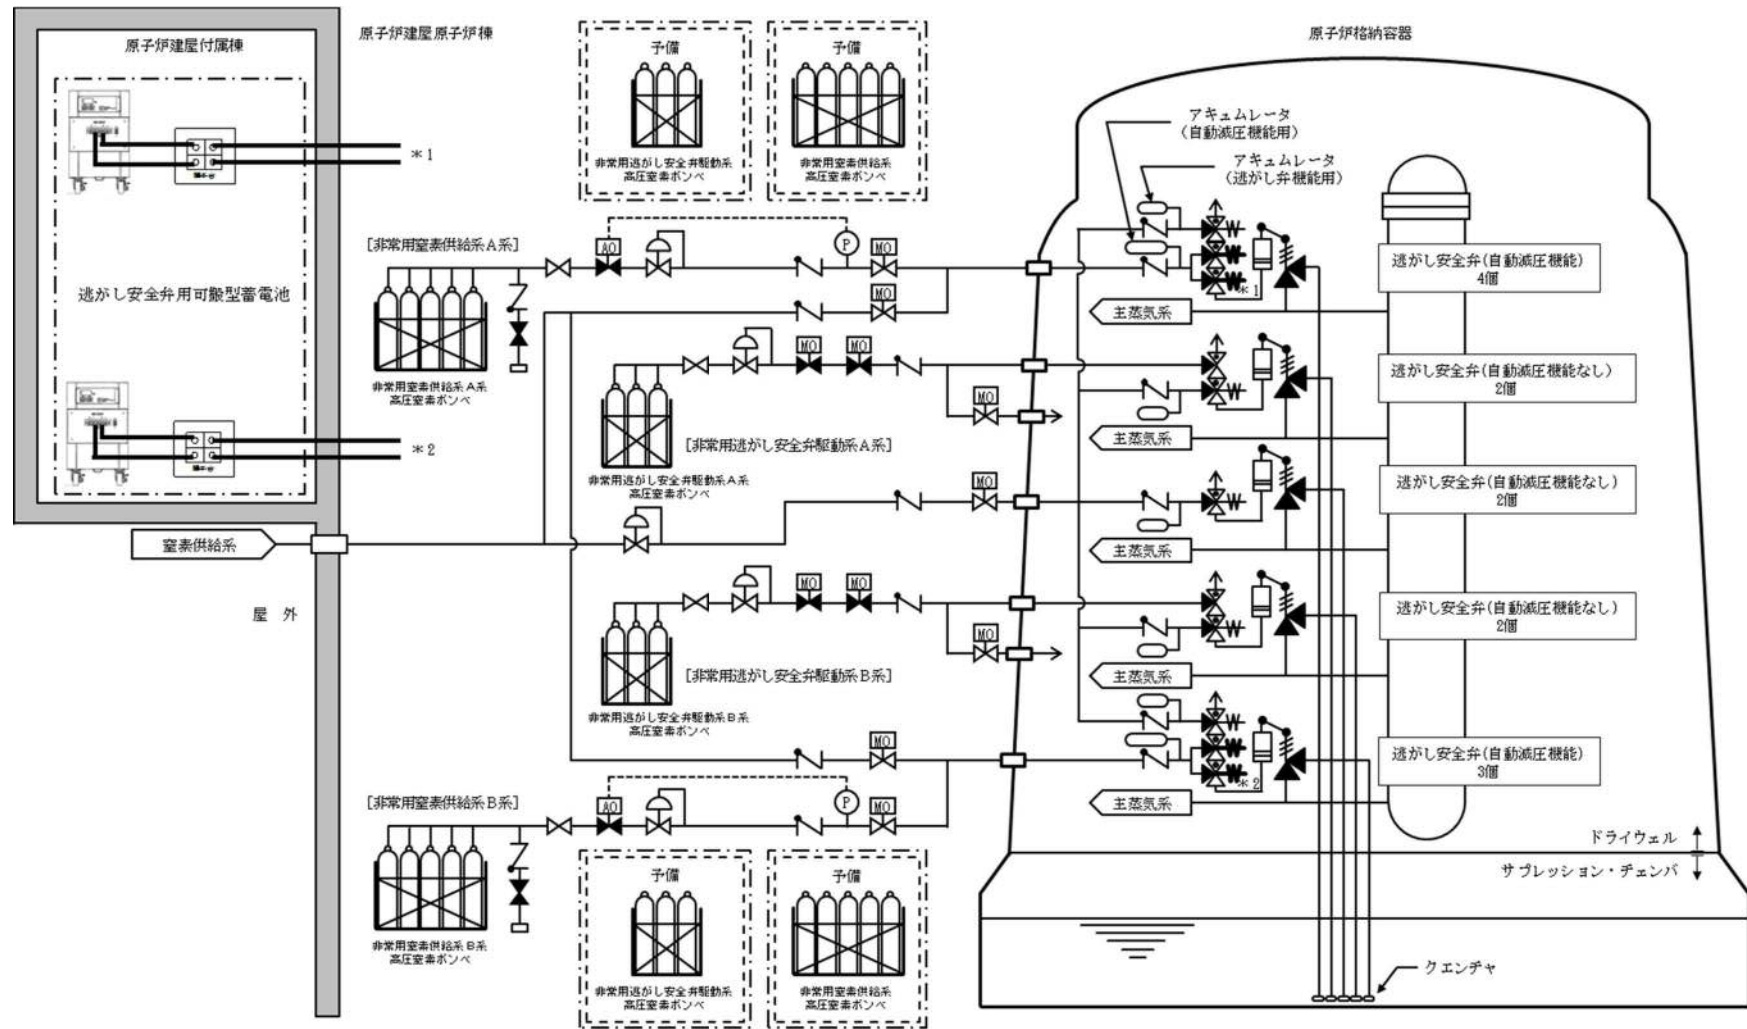 原子炉建屋付属棟
原子炉建屋原子炉棟
原子炉格納容器
予備
非常用逃がし安全弁駆動系
高圧窒素ボンベ
予備
非常用窒素供給系
高圧窒素ボンベ
アキュムレータ
(自動減圧機能用)
アキュムレータ
(逃がし弁機能用)
*1
逃がし安全弁用可搬型蓄電池
*2
[非常用窒素供給系A系]
AO
P
MO
MO
非常用窒素供給系A系
高圧窒素ボンベ
MO
MO
MO
[非常用逃がし安全弁駆動系A系]
非常用逃がし安全弁駆動系A系
高圧窒素ボンベ
MO
窒素供給系
屋 外
MO
MO
MO
[非常用逃がし安全弁駆動系B系]
非常用逃がし安全弁駆動系B系
高圧窒素ボンベ
MO
[非常用窒素供給系B系]
AO
P
MO
非常用窒素供給系B系
高圧窒素ボンベ
予備
非常用逃がし安全弁駆動系
高圧窒素ボンベ
予備
非常用窒素供給系
高圧窒素ボンベ
*1
主蒸気系
逃がし安全弁(自動減圧機能)
4個
主蒸気系
逃がし安全弁(自動減圧機能なし)
2個
主蒸気系
逃がし安全弁(自動減圧機能なし)
2個
主蒸気系
逃がし安全弁(自動減圧機能なし)
2個
*2
主蒸気系
逃がし安全弁(自動減圧機能)
3個
ドライウェル
サプレッション・チェンバ
クエンチャ